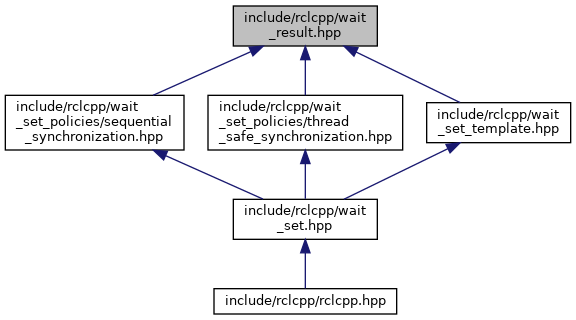 include/rclcpp/wait
_result.hpp
include/rclcpp/wait
_set_policies/sequential
_synchronization.hpp
include/rclcpp/wait
_set_policies/thread
_safe_synchronization.hpp
include/rclcpp/wait
_set_template.hpp
include/rclcpp/wait
_set.hpp
include/rclcpp/rclcpp.hpp